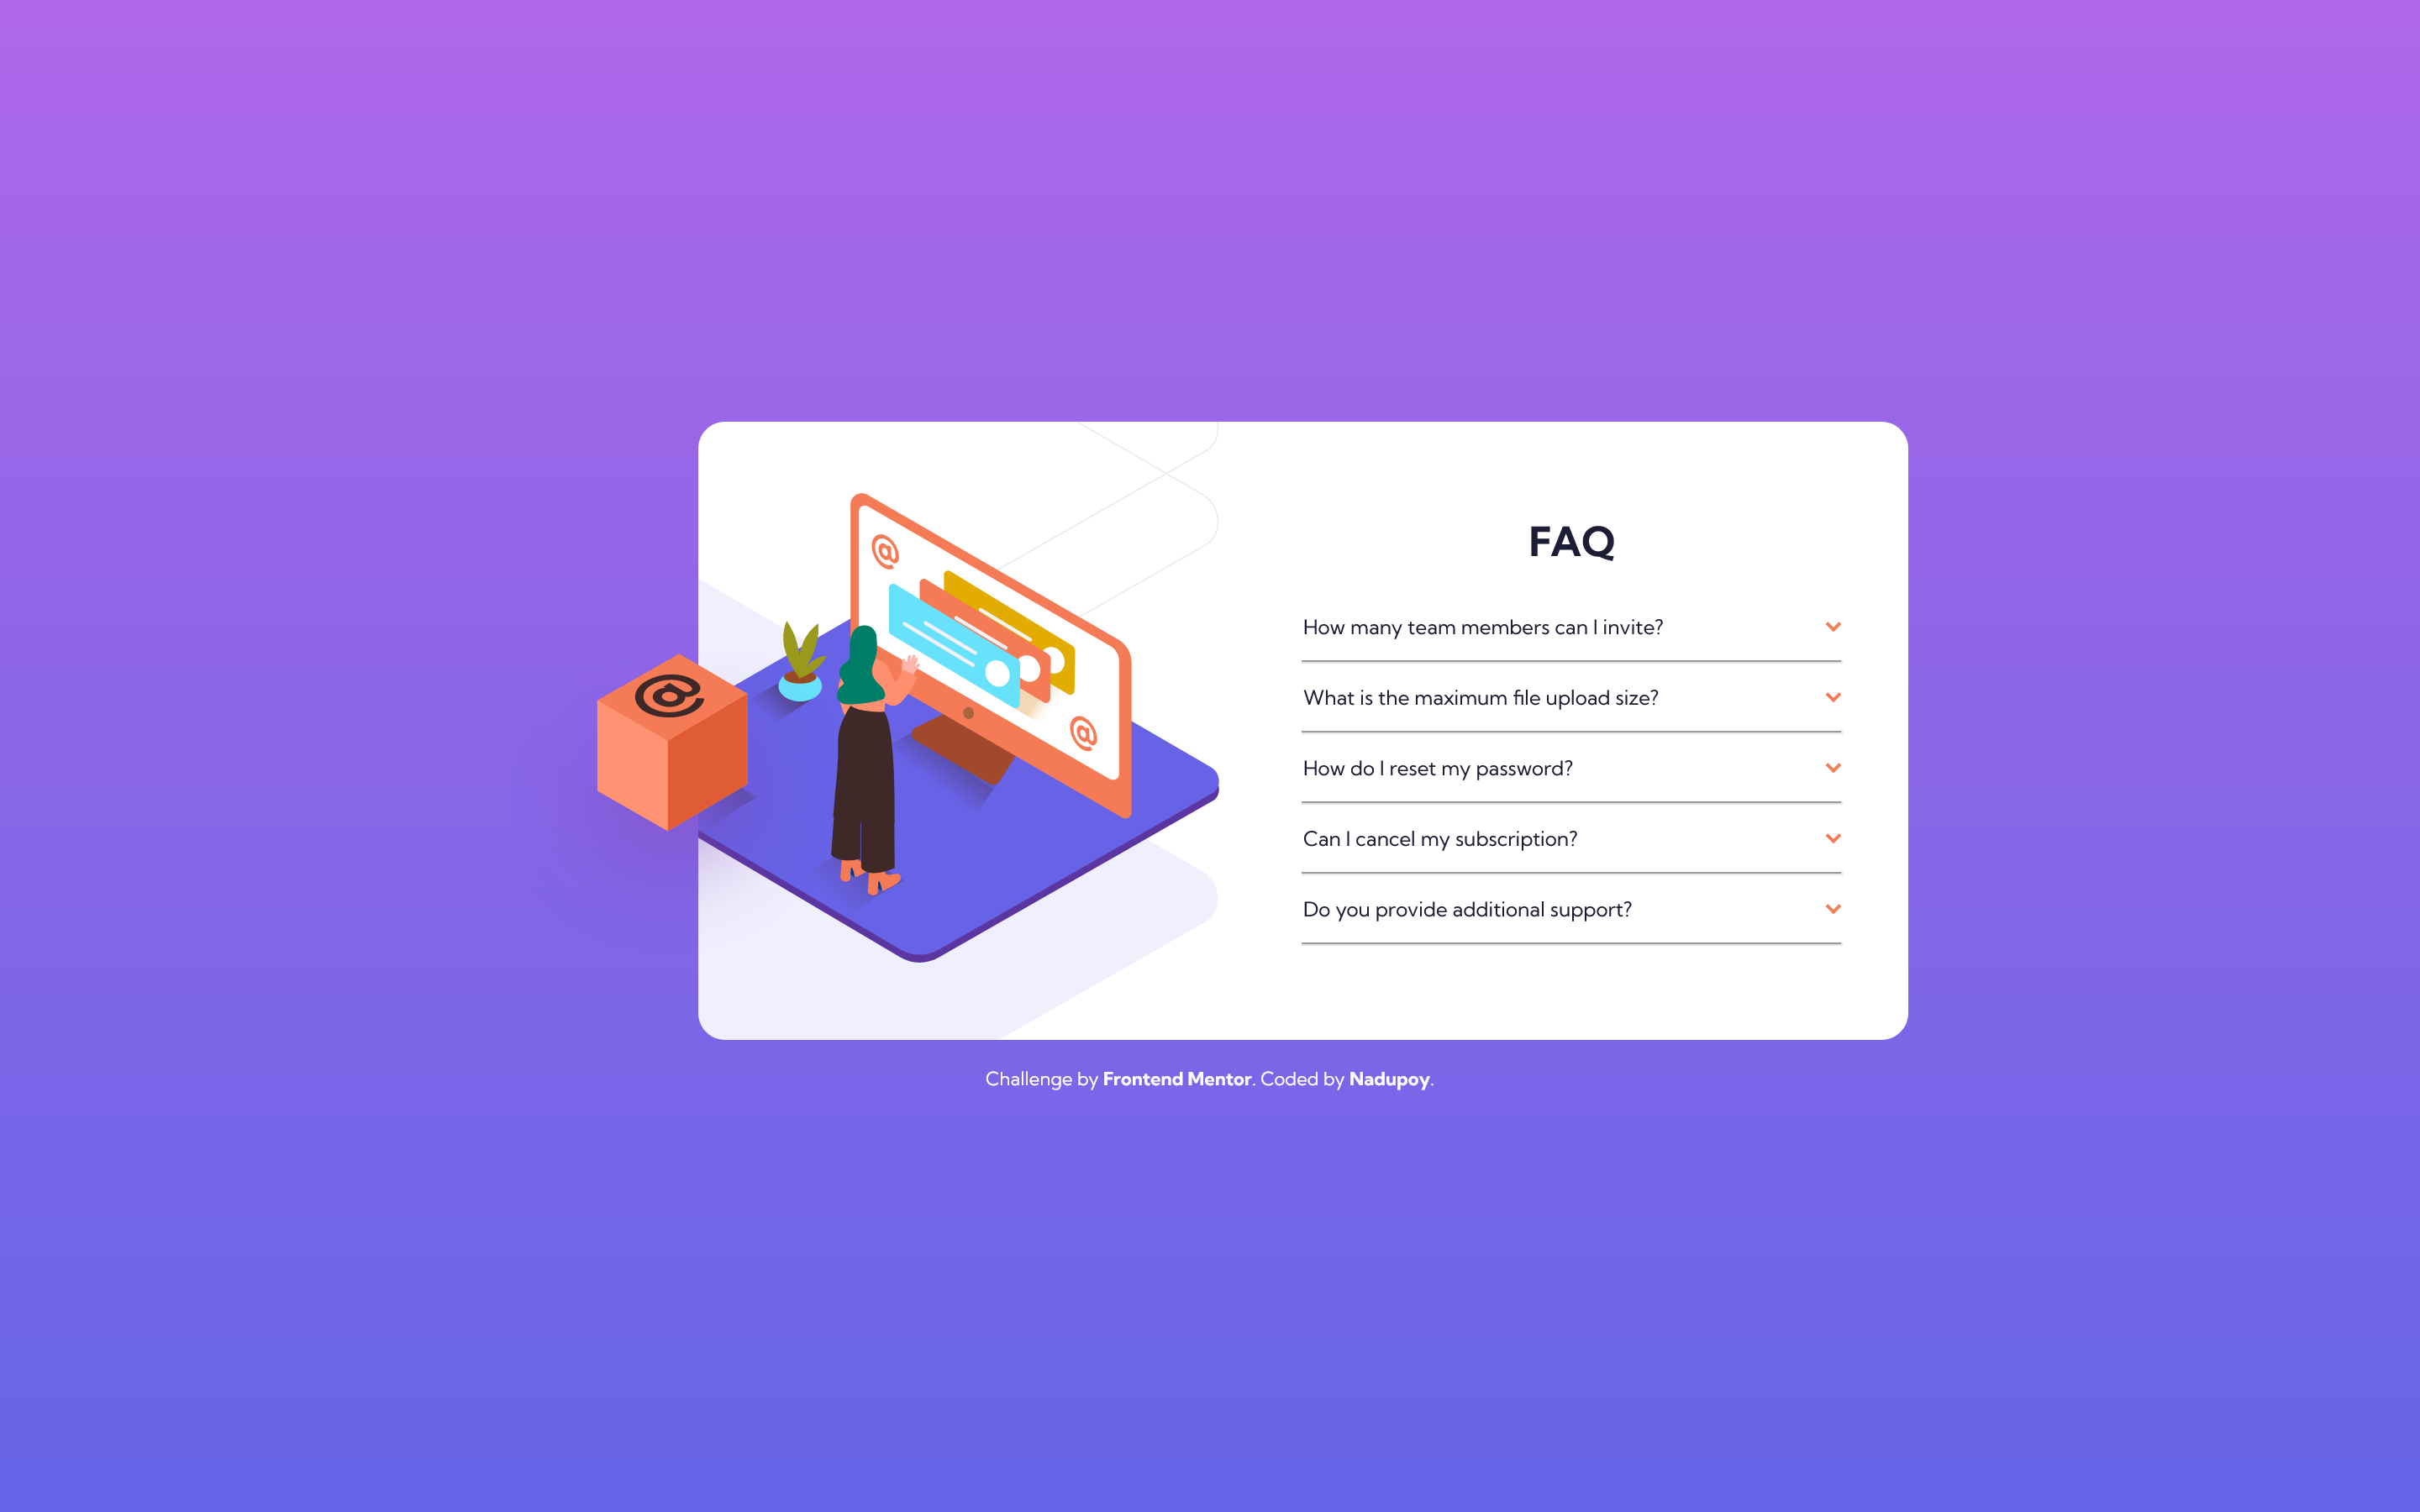 FAQ
How many team members can I invite?
What is the maximum file upload size?
How do I reset my password?
Can I cancel my subscription?
Do you provide additional support?
@
@
@
Challenge by Frontend Mentor. Coded by Nadupoy.